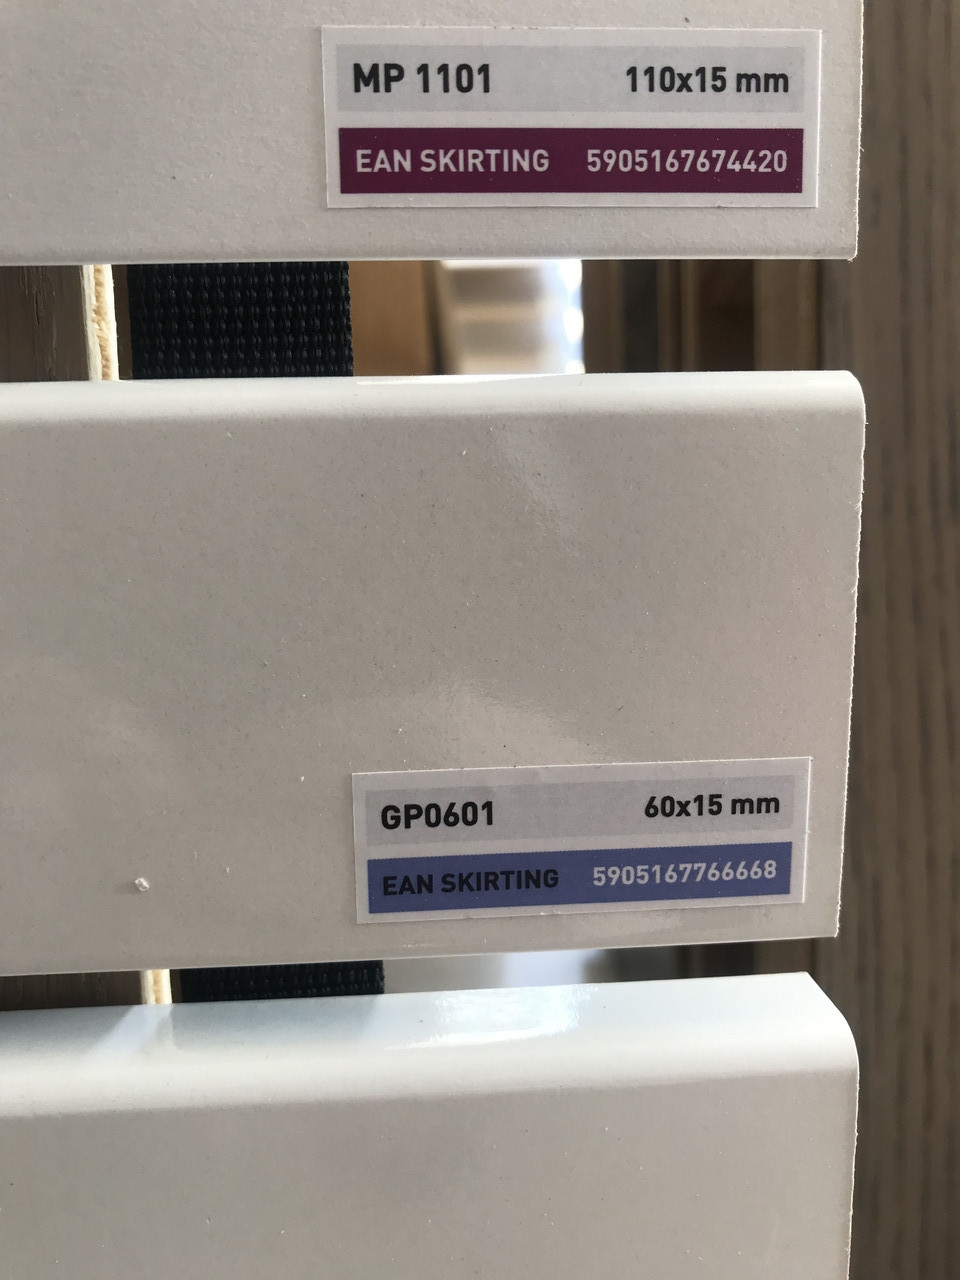 MP 1101 110x15 mm
EAN SKIRTING 5905167674420
GP0601 60x15 mm
EAN SKIRTING 5905167766668